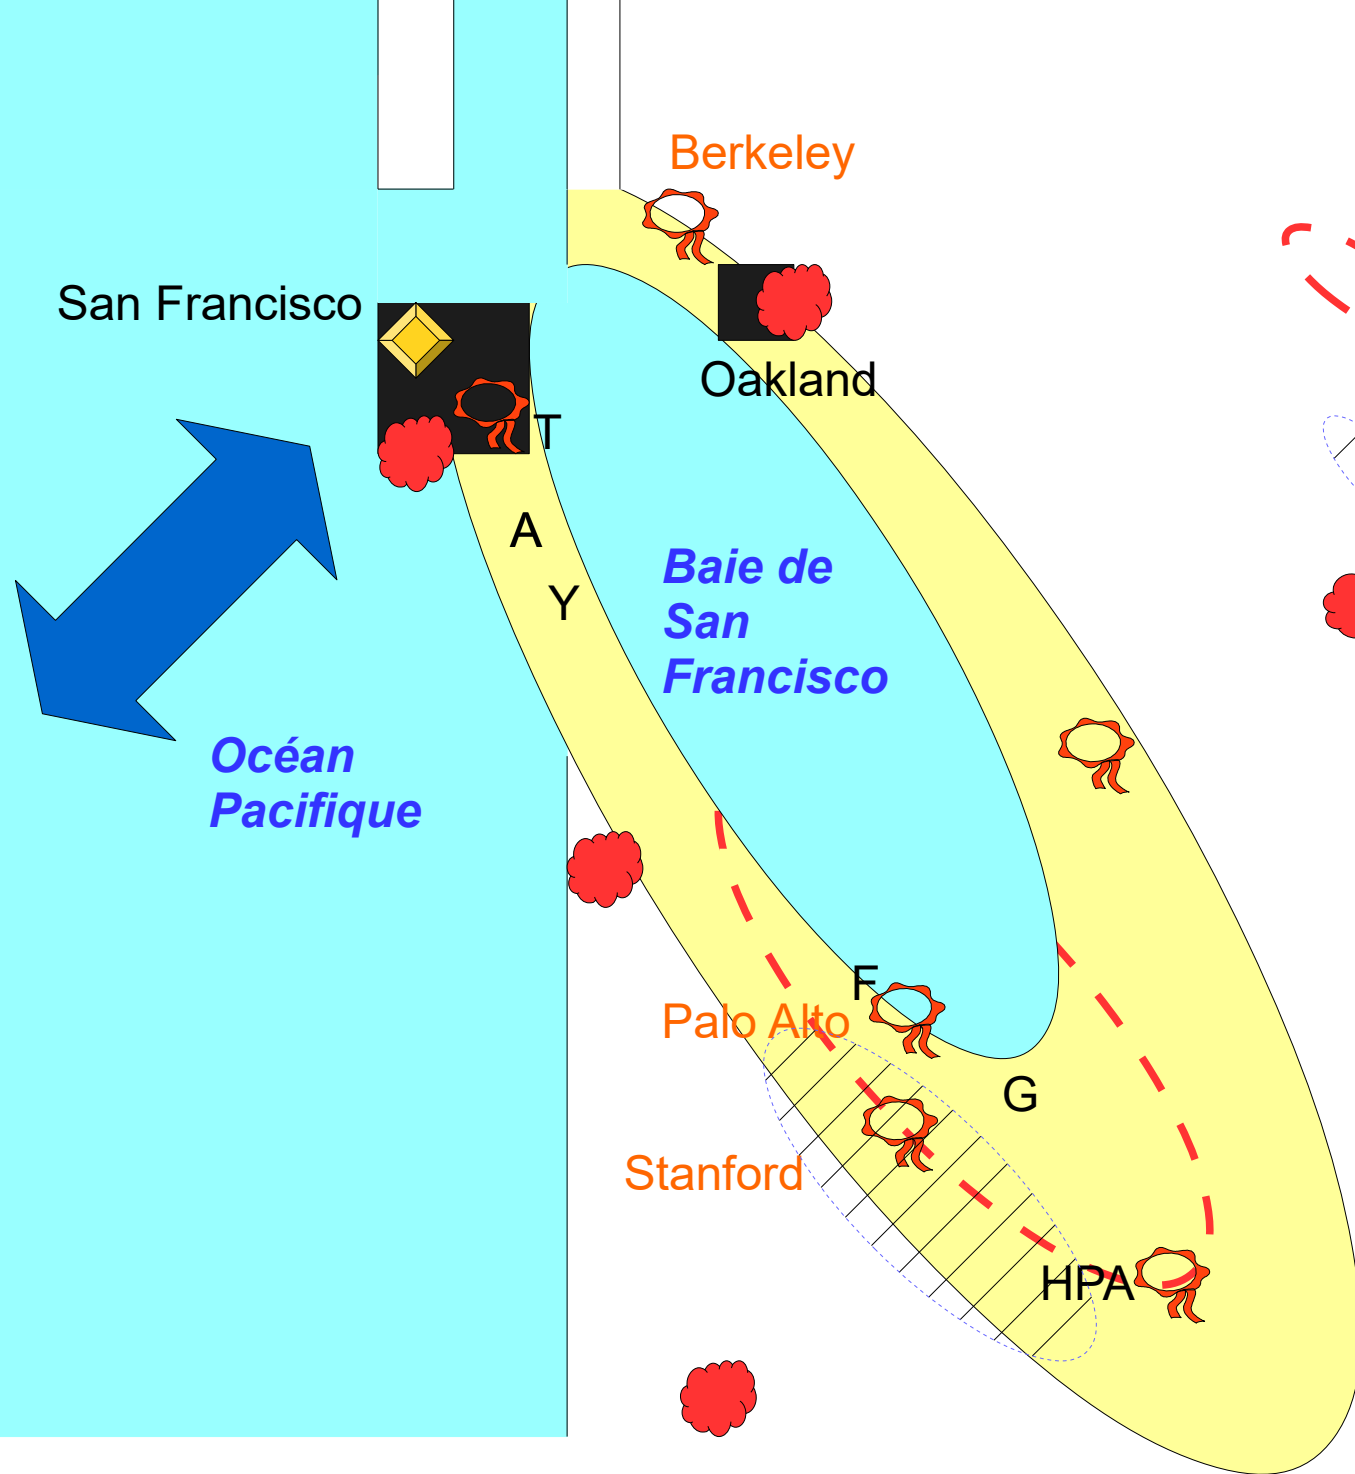 Berkeley
San Francisco
Oakland
T
A
Y
Baie de
San
Francisco
Océan
Pacifique
F
Palo Alto
G
Stanford
HPA